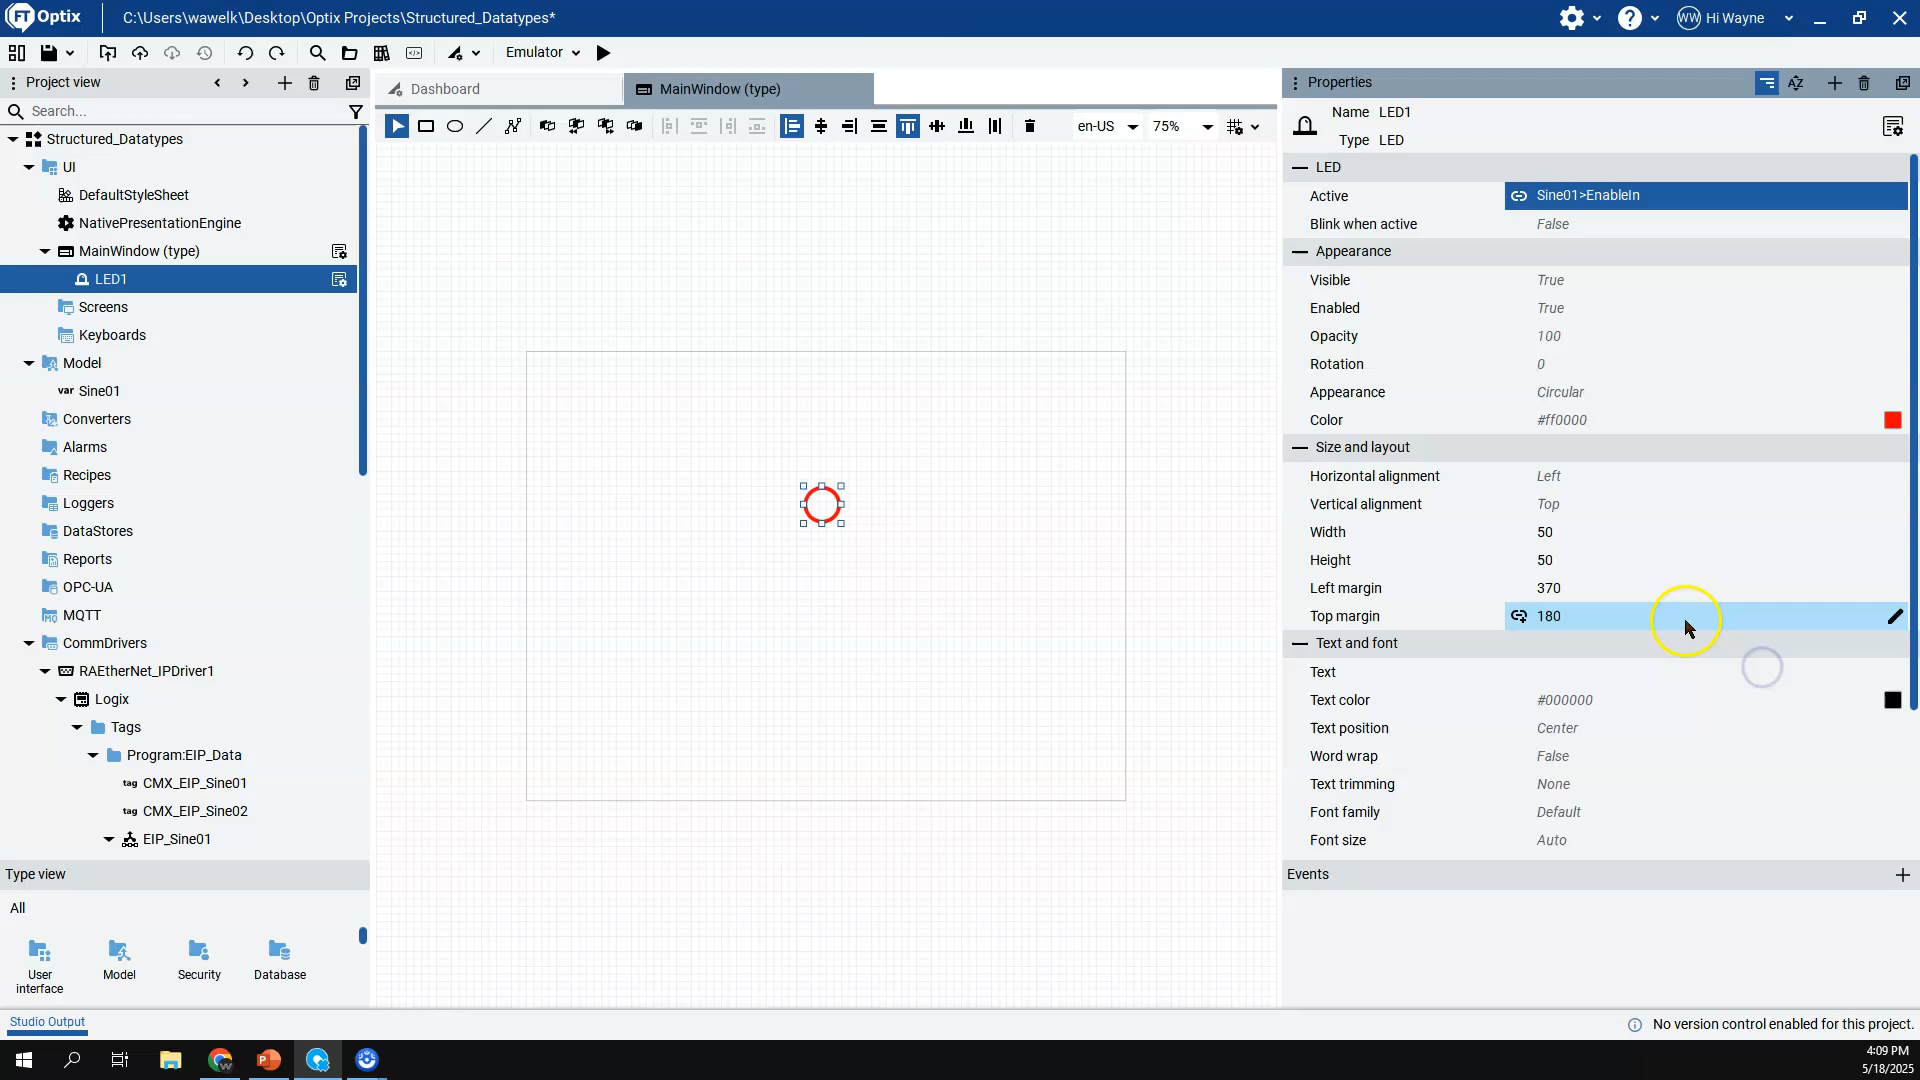 FT Optix
C:\Users\wawelk\Desktop\Optix Projects\Structured_Datatypes*
WW Hi Wayne
Emulator
Project view
Search...
Structured_Datatypes
UI
DefaultStyleSheet
NativePresentationEngine
MainWindow (type)
LED1
Screens
Keyboards
Model
var Sine01
Converters
Alarms
Recipes
Loggers
DataStores
Reports
OPC-UA
MQTT
CommDrivers
RAEtherNet_IPDriver1
Logix
Tags
Program:EIP_Data
tag CMX_EIP_Sine01
tag CMX_EIP_Sine02
EIP_Sine01
Type view
All
User interface
Model
Security
Database
Studio Output
Dashboard
MainWindow (type)
en-US
75%
Properties
Name LED1
Type LED
LED
Active Sine01>EnableIn
Blink when active False
Appearance
Visible True
Enabled True
Opacity 100
Rotation 0
Appearance Circular
Color #ff0000
Size and layout
Horizontal alignment Left
Vertical alignment Top
Width 50
Height 50
Left margin 370
Top margin 180
Text and font
Text
Text color #000000
Text position Center
Word wrap False
Text trimming None
Font family Default
Font size Auto
Events
No version control enabled for this project.
4:09 PM
5/18/2025